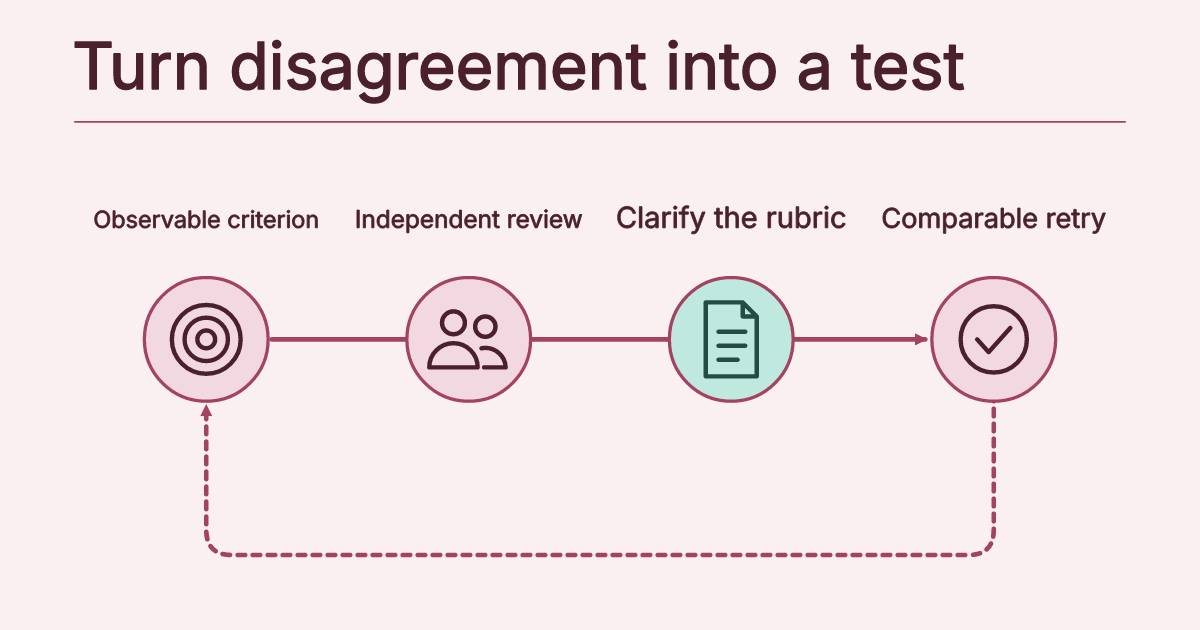 Turn disagreement into a test
Observable criterion
Independent review
Clarify the rubric
Comparable retry